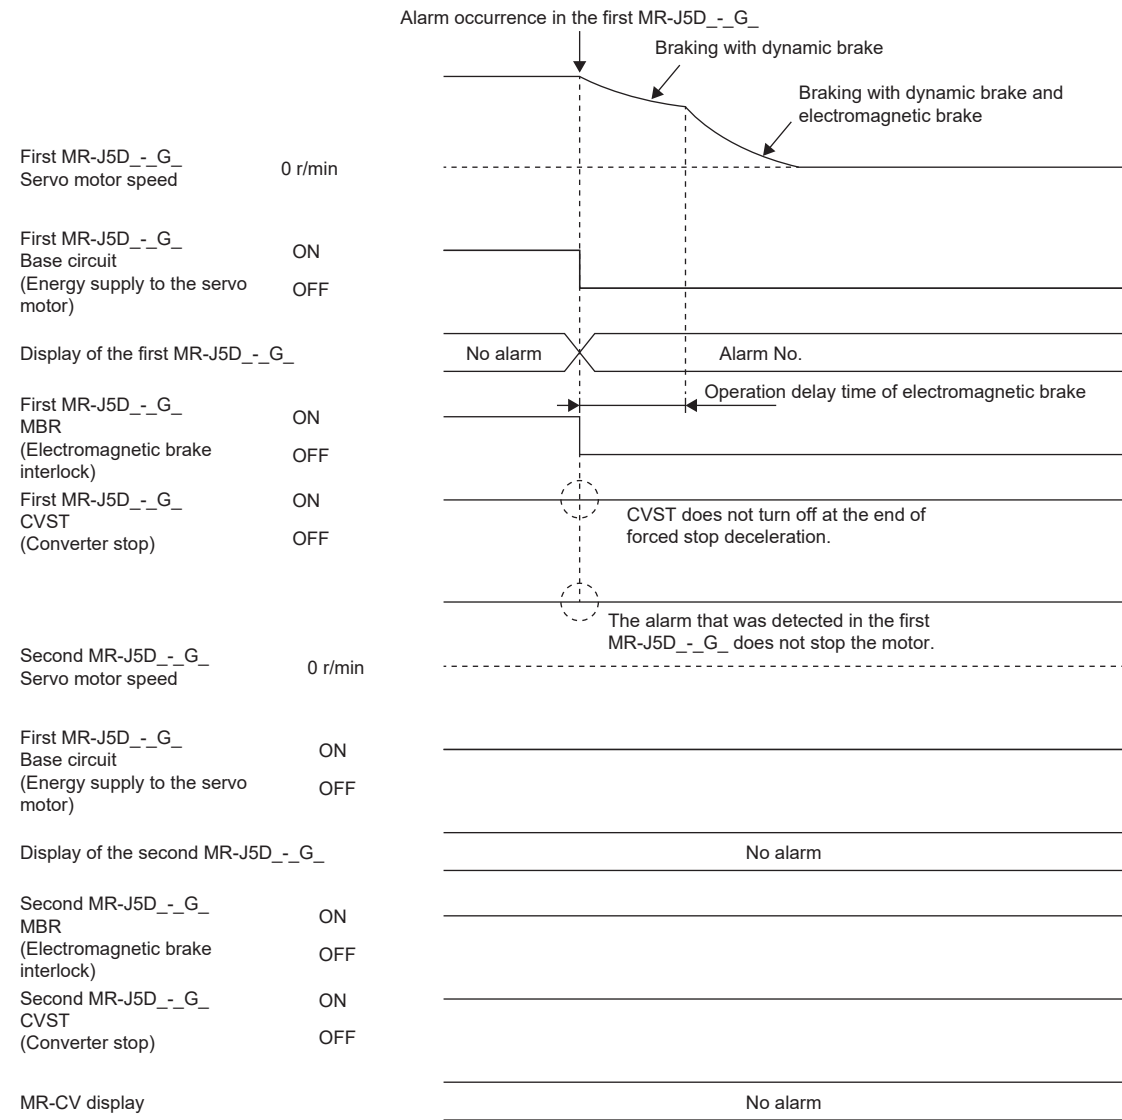 Alarm occurrence in the first MR-J5D_-_G_
Braking with dynamic brake
Braking with dynamic brake and
electromagnetic brake
First MR-J5D_-_G_
Servo motor speed
0 r/min
First MR-J5D_-_G_
Base circuit
(Energy supply to the servo
motor)
ON
OFF
Display of the first MR-J5D_-_G_
No alarm
Alarm No.
First MR-J5D_-_G_
MBR
(Electromagnetic brake
interlock)
ON
OFF
Operation delay time of electromagnetic brake
First MR-J5D_-_G_
CVST
(Converter stop)
ON
OFF
CVST does not turn off at the end of
forced stop deceleration.
The alarm that was detected in the first
MR-J5D_-_G_ does not stop the motor.
Second MR-J5D_-_G_
Servo motor speed
0 r/min
First MR-J5D_-_G_
Base circuit
(Energy supply to the servo
motor)
ON
OFF
Display of the second MR-J5D_-_G_
No alarm
Second MR-J5D_-_G_
MBR
(Electromagnetic brake
interlock)
ON
OFF
Second MR-J5D_-_G_
CVST
(Converter stop)
ON
OFF
MR-CV display
No alarm